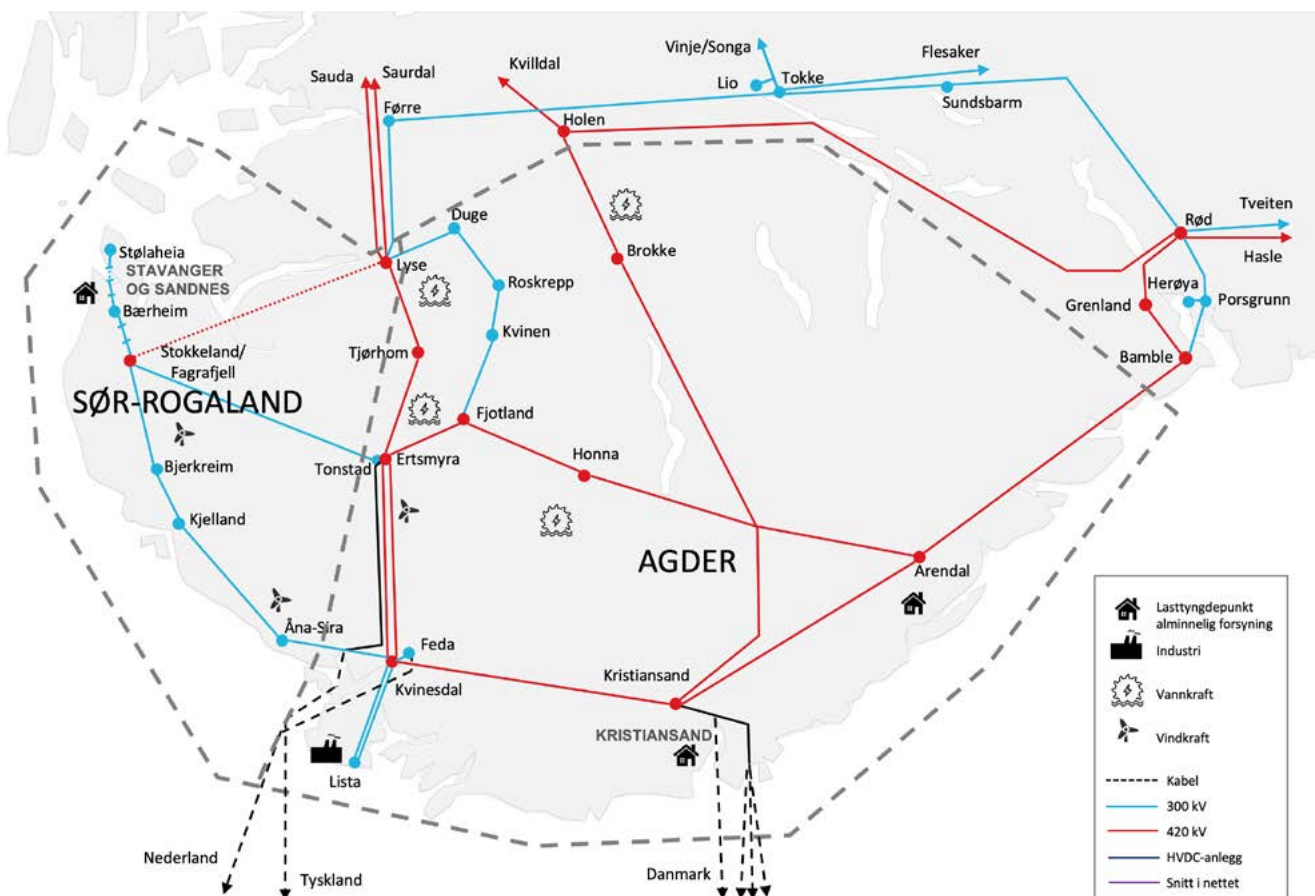 Vinje/Songa
Flesaker
Kvilldal
Sauda
Saurdal
Lio
Tokke
Sundsbarm
Førre
Holen
Duge
Rød
Tveiten
Hasle
Stølaheia
STAVANGER
OG SANDNES
Lyse
Brokke
Roskrepp
Herøya
Grenland
Porsgrunn
Bærheim
Kvinen
Stokkeland/
Fagrafjell
Tjørhom
Bamble
SØR-ROGALAND
Fjotland
Bjerkreim
Tonstad
Ertsmyra
Honna
Kjelland
AGDER
Arendal
Åna-Sira
Feda
Kvinesdal
Kristiansand
KRISTIANSAND
Lista
Nederland
Tyskland
Danmark
Lasttyngdepunkt
alminnelig forsyning
Industri
Vannkraft
Vindkraft
Kabel
300 kV
420 kV
HVDC-anlegg
Snitt i nettet